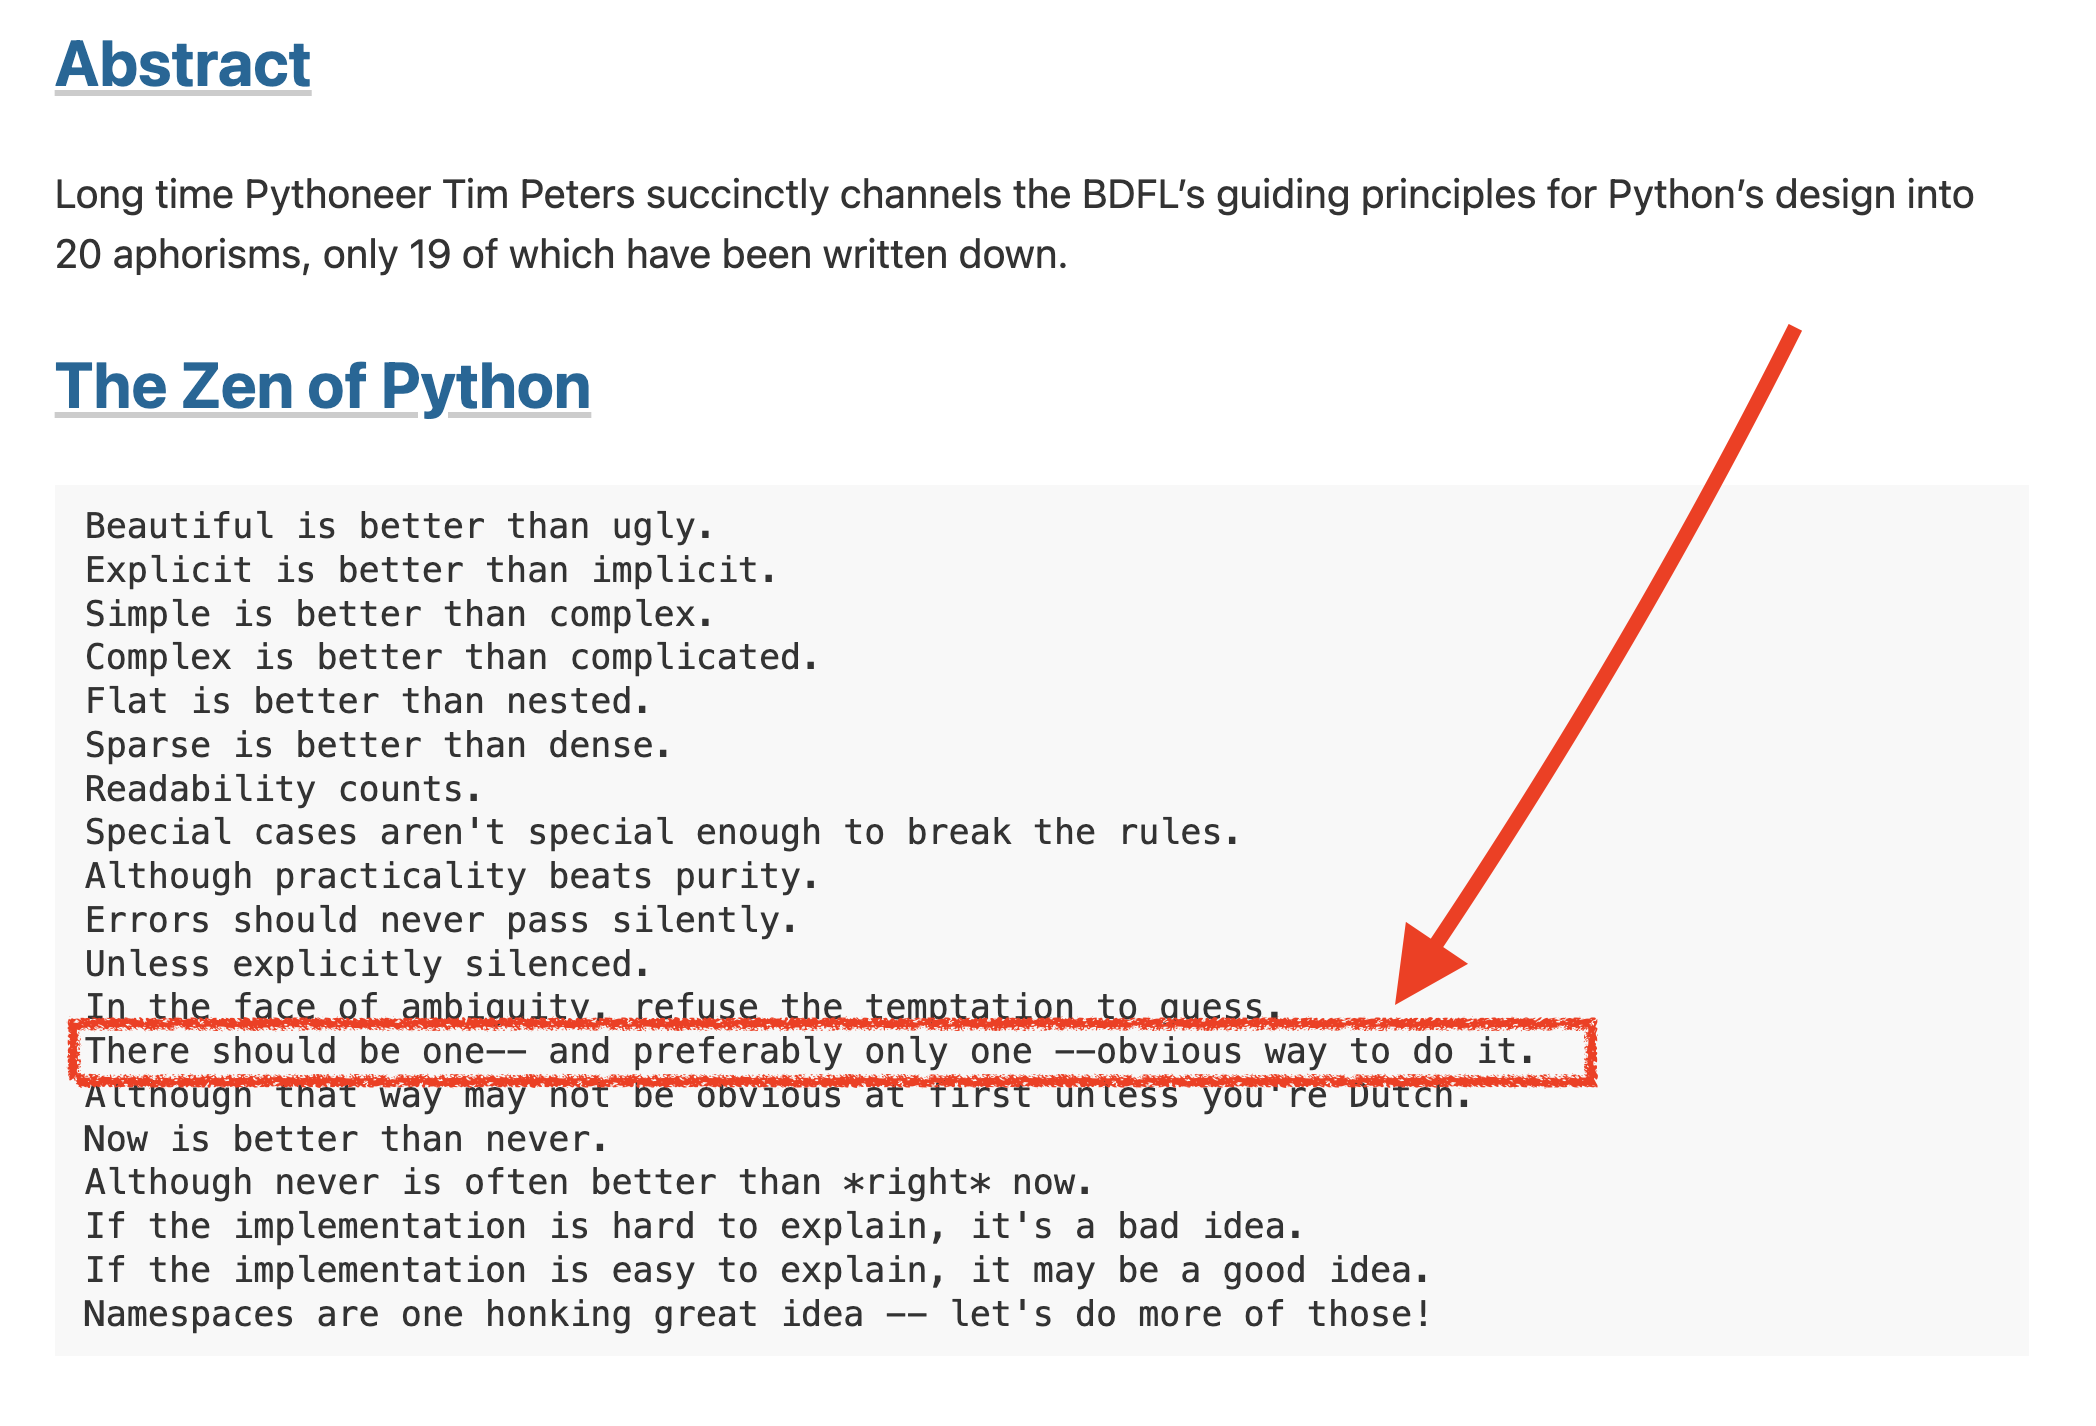 Abstract
Long time Pythoneer Tim Peters succinctly channels the BDFL’s guiding principles for Python’s design into
20 aphorisms, only 19 of which have been written down.
The Zen of Python
Beautiful is better than ugly.
Explicit is better than implicit.
Simple is better than complex.
Complex is better than complicated.
Flat is better than nested.
Sparse is better than dense.
Readability counts.
Special cases aren't special enough to break the rules.
Although practicality beats purity.
Errors should never pass silently.
Unless explicitly silenced.
In the face of ambiguity, refuse the temptation to guess.
There should be one-- and preferably only one --obvious way to do it.
Although that way may not be obvious at first unless you're Dutch.
Now is better than never.
Although never is often better than *right* now.
If the implementation is hard to explain, it's a bad idea.
If the implementation is easy to explain, it may be a good idea.
Namespaces are one honking great idea -- let's do more of those!